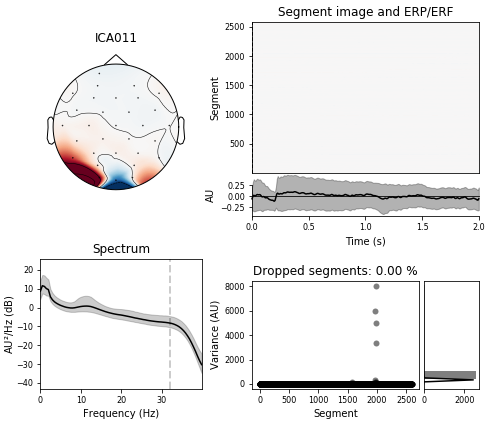 ICA011
Segment image and ERP/ERF
Segment
2500
2000
1500
1000
500
AU
0.25
0.00
−0.25
0.0 0.5 1.0 1.5 2.0
Time (s)
Spectrum
AU²/Hz (dB)
20
10
0
−10
−20
−30
−40
0 10 20 30
Frequency (Hz)
Dropped segments: 0.00 %
Variance (AU)
8000
6000
4000
2000
0
0 500 1000 1500 2000 2500
Segment
0 2000